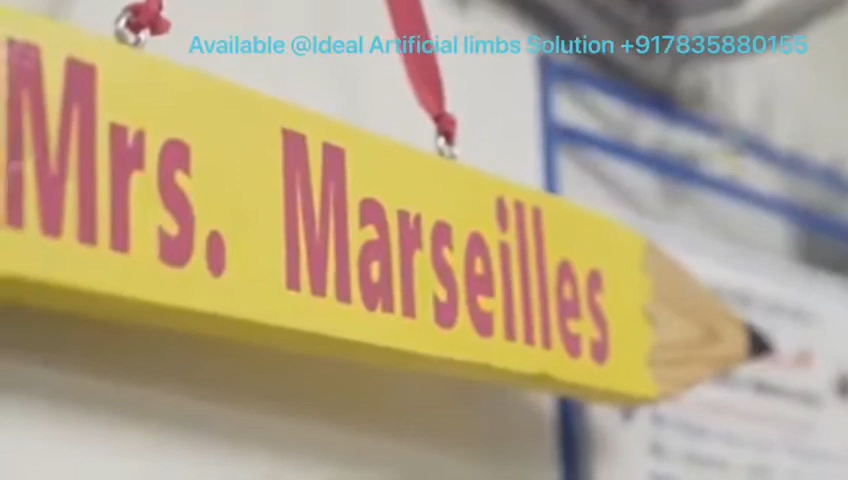 Available @Ideal Artificial limbs Solution +917835880155
Mrs. Marseilles